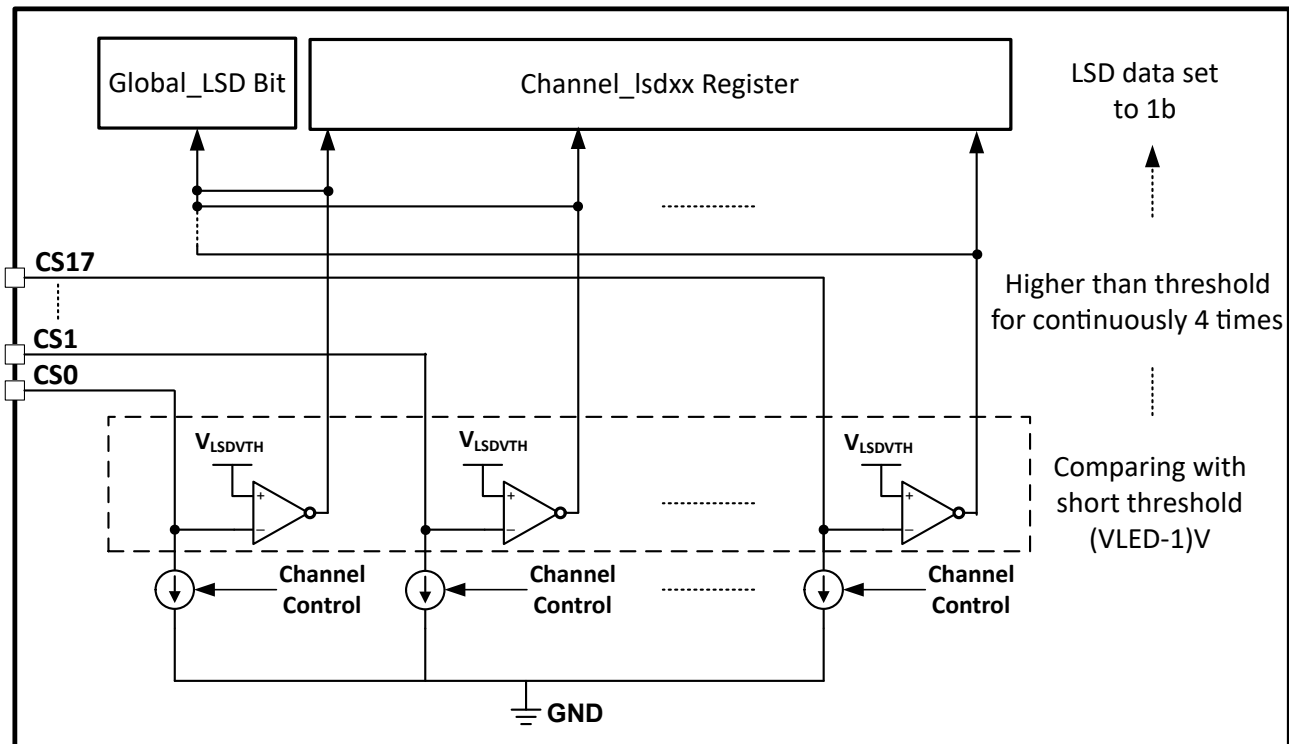 Global_LSD Bit
Channel_lsdxx Register
LSD data set
to 1b
CS17
CS1
CS0
Higher than threshold
for continuously 4 times
VLSDVTH
+
−
VLSDVTH
+
−
VLSDVTH
+
−
Comparing with
short threshold
(VLED-1)V
Channel
Control
Channel
Control
Channel
Control
GND